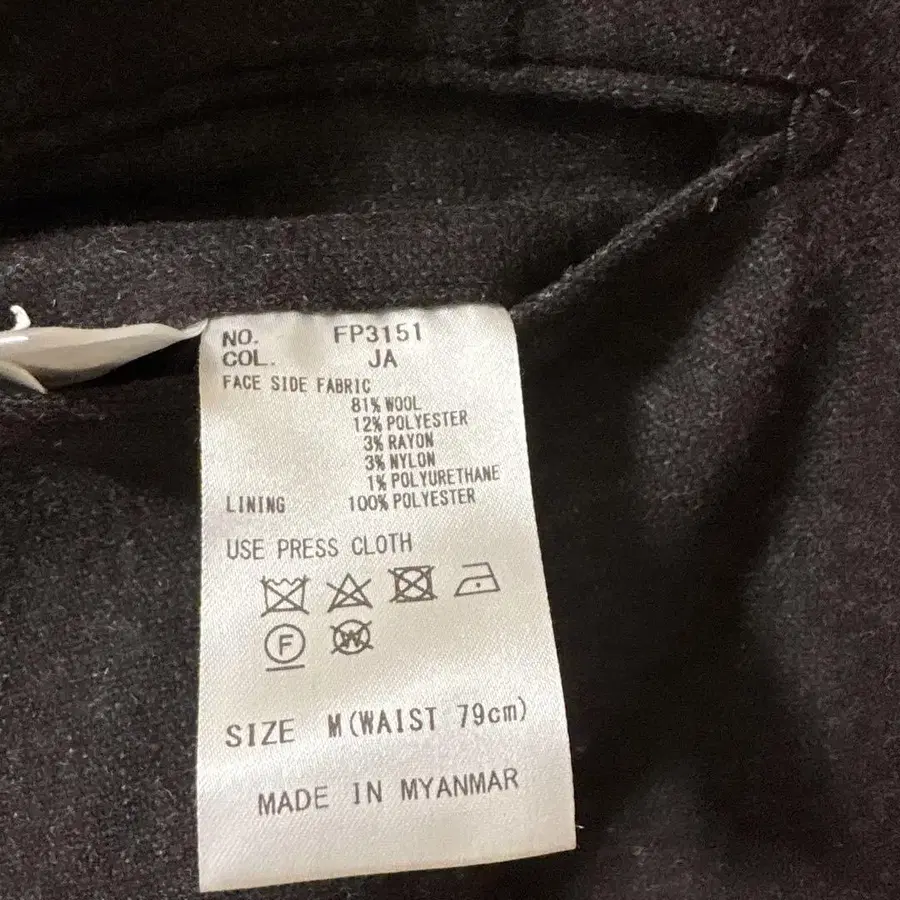 NO. FP3151
COL. JA
FACE SIDE FABRIC
81% WOOL
12% POLYESTER
3% RAYON
3% NYLON
1% POLYURETHANE
LINING 100% POLYESTER
USE PRESS CLOTH
F W
SIZE M(WAIST 79cm)
MADE IN MYANMAR